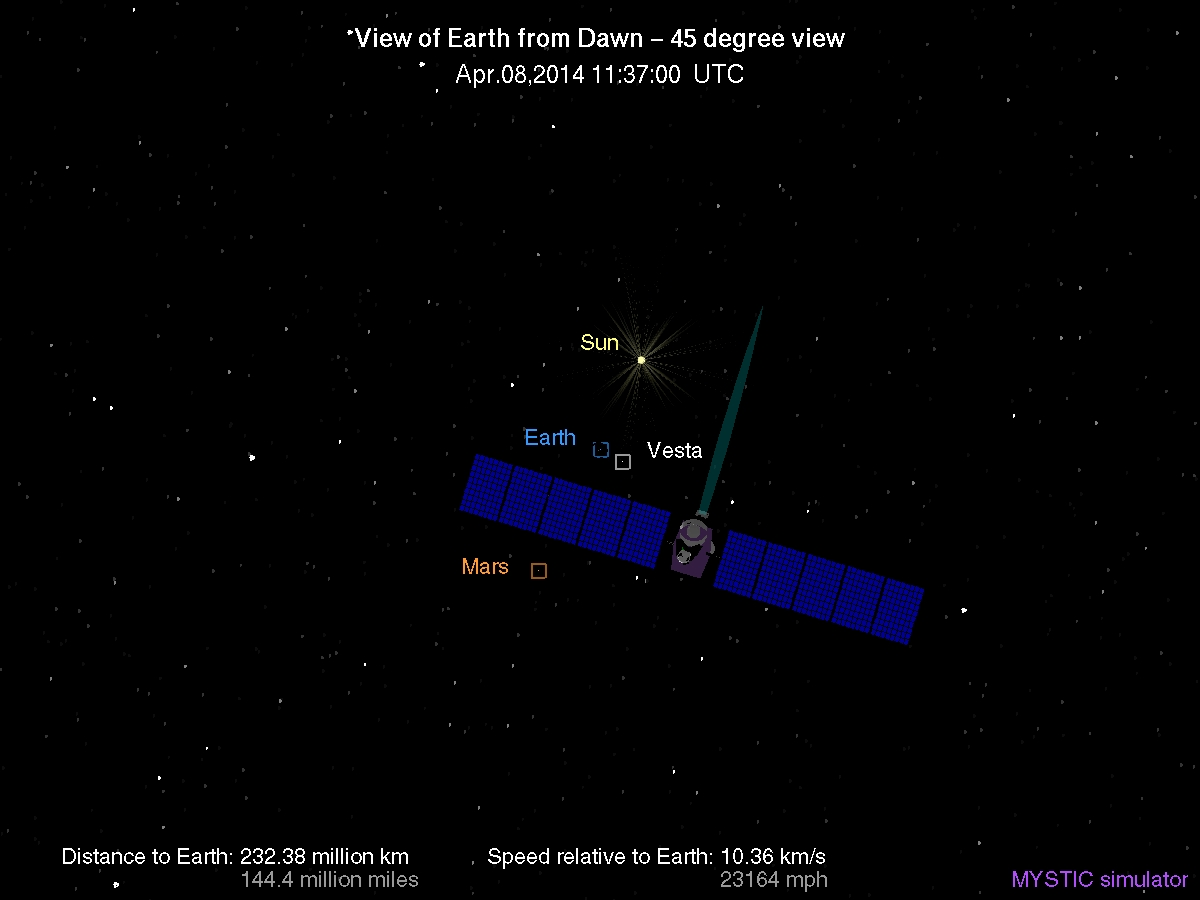 View of Earth from Dawn – 45 degree view
Apr.08,2014 11:37:00 UTC
Sun
Earth
Vesta
Mars
Distance to Earth: 232.38 million km
144.4 million miles
Speed relative to Earth: 10.36 km/s
23164 mph
MYSTIC simulator